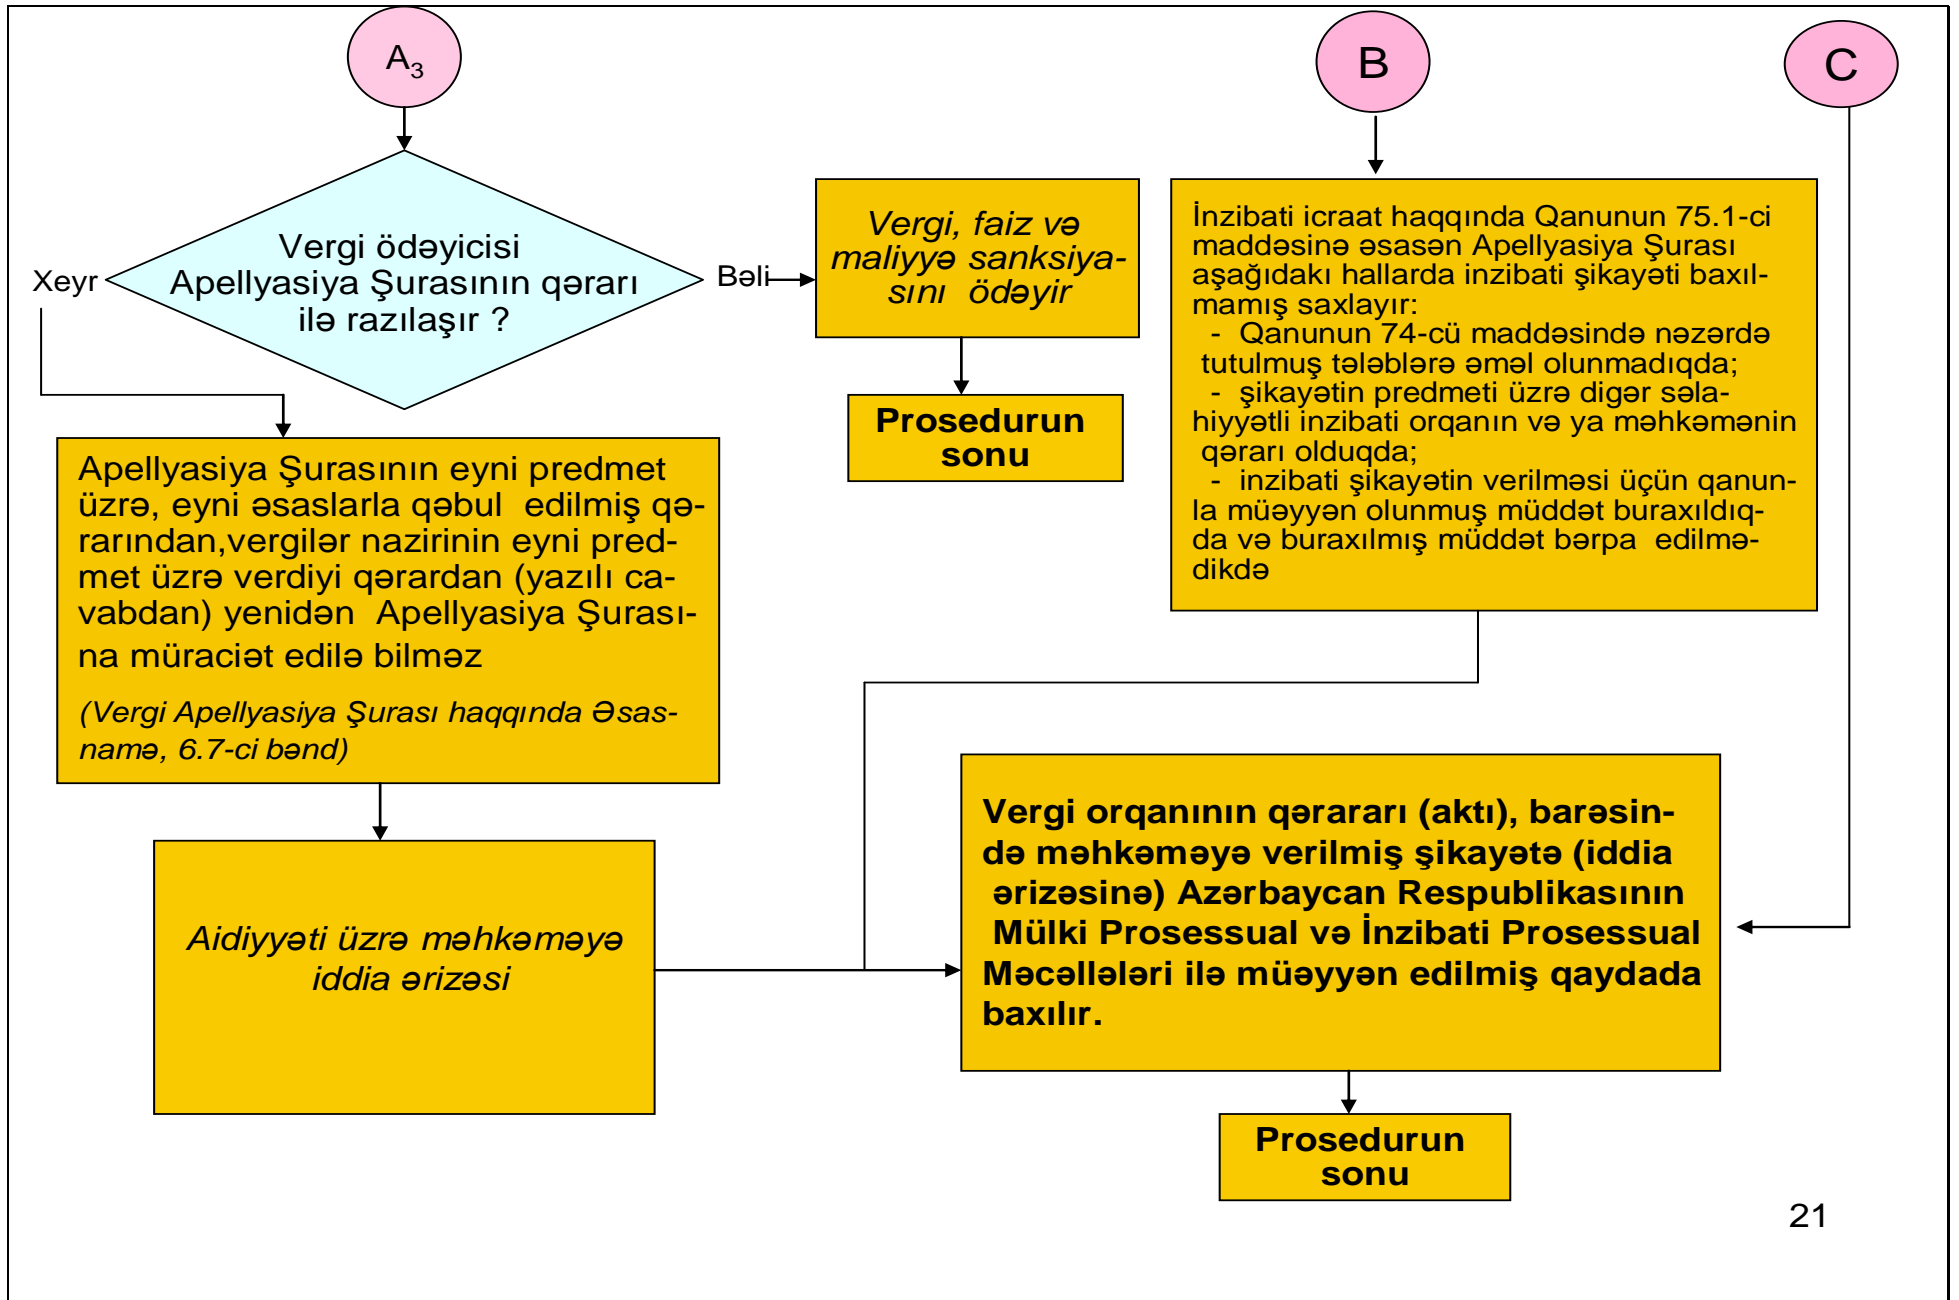 A3
B
C
Vergi ödəyicisi
Apellyasiya Şurasının qərarı
ilə razılaşır ?
Xeyr
Bəli
Vergi, faiz və
maliyyə sanksiya-
sını  ödəyir
Prosedurun
sonu
İnzibati icraat haqqında Qanunun 75.1-ci
maddəsinə əsasən Apellyasiya Şurası
aşağıdakı hallarda inzibati şikayəti baxıl-
mamış saxlayır:
-  Qanunun 74-cü maddəsində nəzərdə
tutulmuş tələblərə əməl olunmadıqda;
-  şikayətin predmeti üzrə digər səla-
hiyyətli inzibati orqanın və ya məhkəmənin
qərarı olduqda;
-  inzibati şikayətin verilməsi üçün qanun-
la müəyyən olunmuş müddət buraxıldıq-
da və buraxılmış müddət bərpa  edilmə-
dikdə
Apellyasiya Şurasının eyni predmet
üzrə, eyni əsaslarla qəbul  edilmiş qə-
rarından,vergilər nazirinin eyni pred-
met üzrə verdiyi qərardan (yazılı ca-
vabdan) yenidən  Apellyasiya Şurası-
na müraciət edilə bilməz
(Vergi Apellyasiya Şurası haqqında Əsas-
namə, 6.7-ci bənd)
Aidiyyəti üzrə məhkəməyə
iddia ərizəsi
Vergi orqanının qərararı (aktı), barəsin-
də məhkəməyə verilmiş şikayətə (iddia
ərizəsinə) Azərbaycan Respublikasının
Mülki Prosessual və İnzibati Prosessual
Məcəllələri ilə müəyyən edilmiş qaydada
baxılır.
Prosedurun
sonu
21